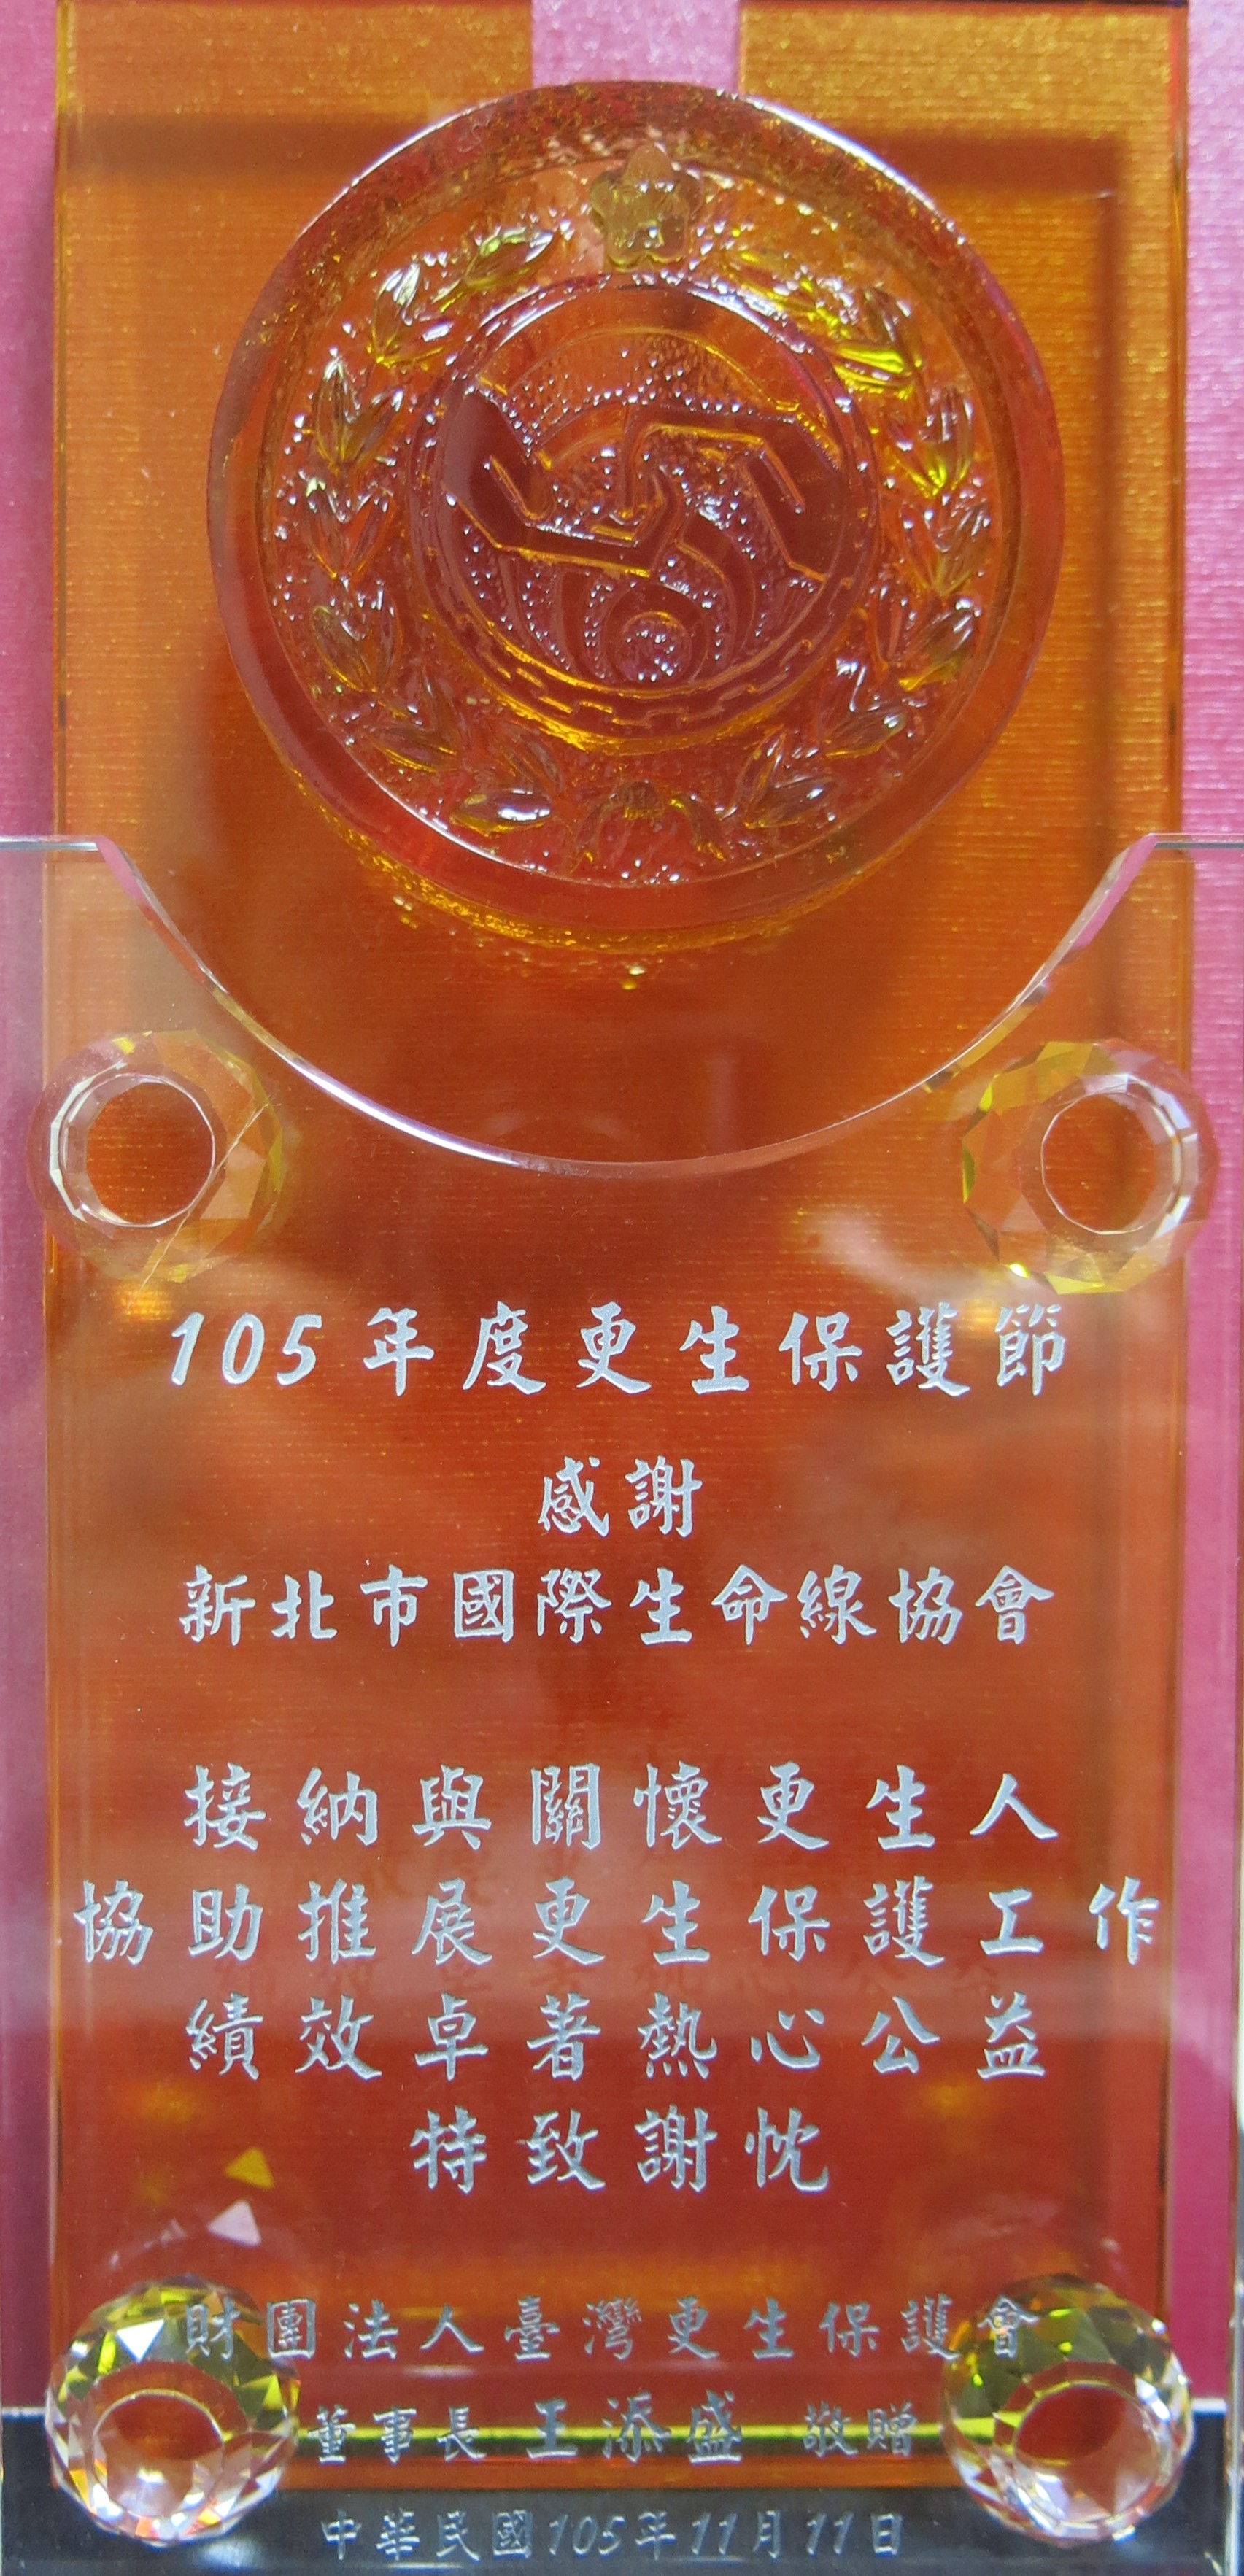 105年度更生保護節
感謝
新北市國際生命線協會
接納與關懷更生人
協助推展更生保護工作
績效卓著熱心公益
特致謝忱
財團法人臺灣更生保護會
董事長 王添盛 敬贈
中華民國105年11月11日